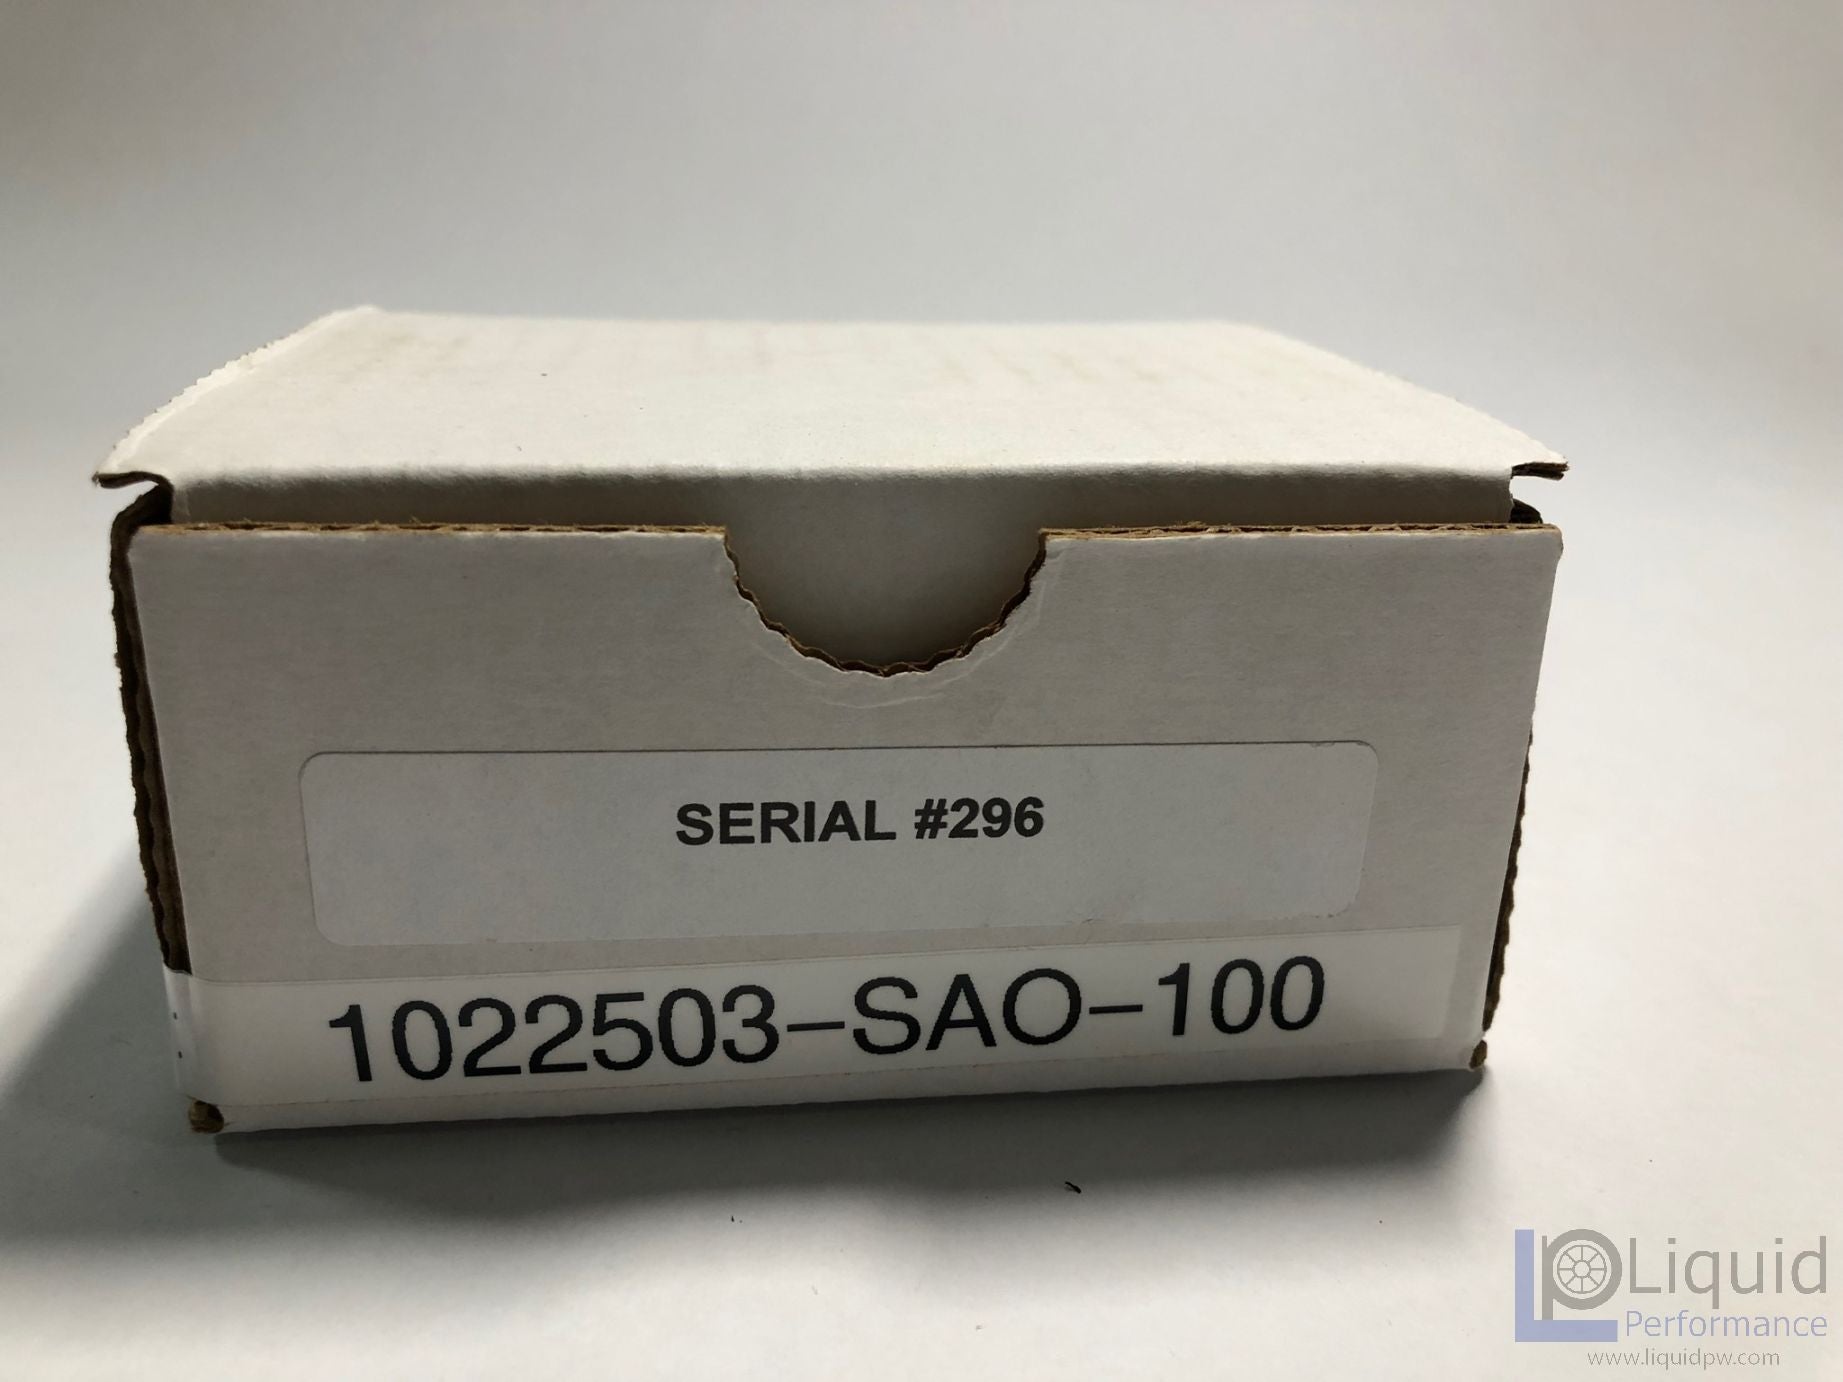 SERIAL #296
1022503-SAO-100
Liquid
Performance
www.liquidpw.com